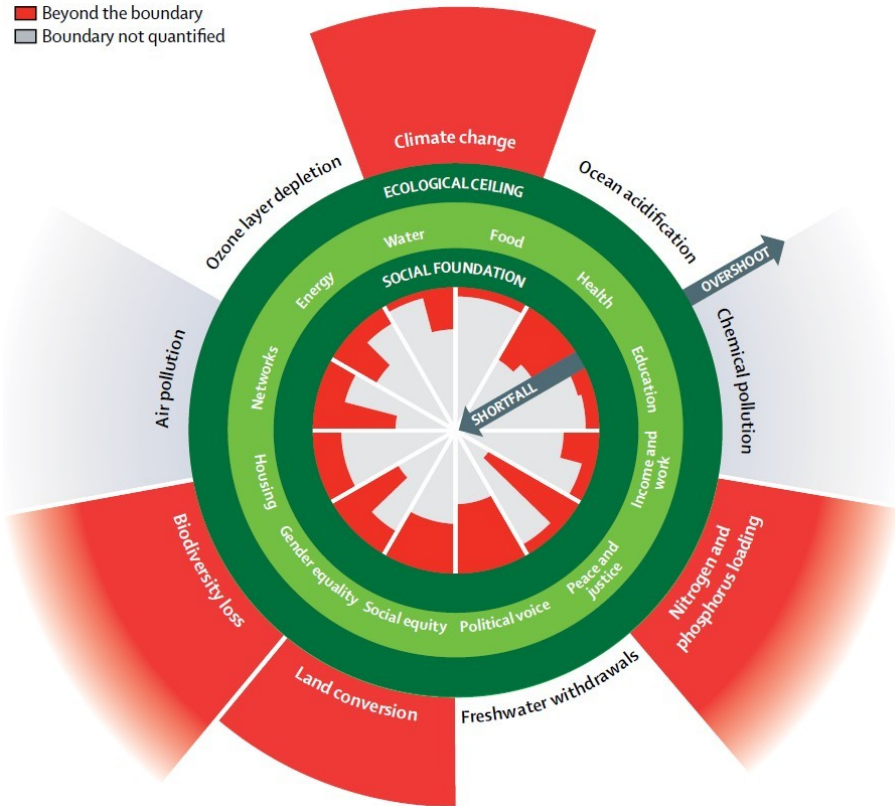 Beyond the boundary
Boundary not quantified
Climate change
ECOLOGICAL CEILING
Ozone layer depletion
Ocean acidification
Water
Food
SOCIAL FOUNDATION
Energy
Health
OVERSHOOT
Networks
Education
Air pollution
Chemical pollution
SHORTFALL
Housing
Income and
work
Gender equality
Peace and
justice
Social equity
Political voice
Biodiversity loss
Nitrogen and
phosphorus loading
Land conversion
Freshwater withdrawals